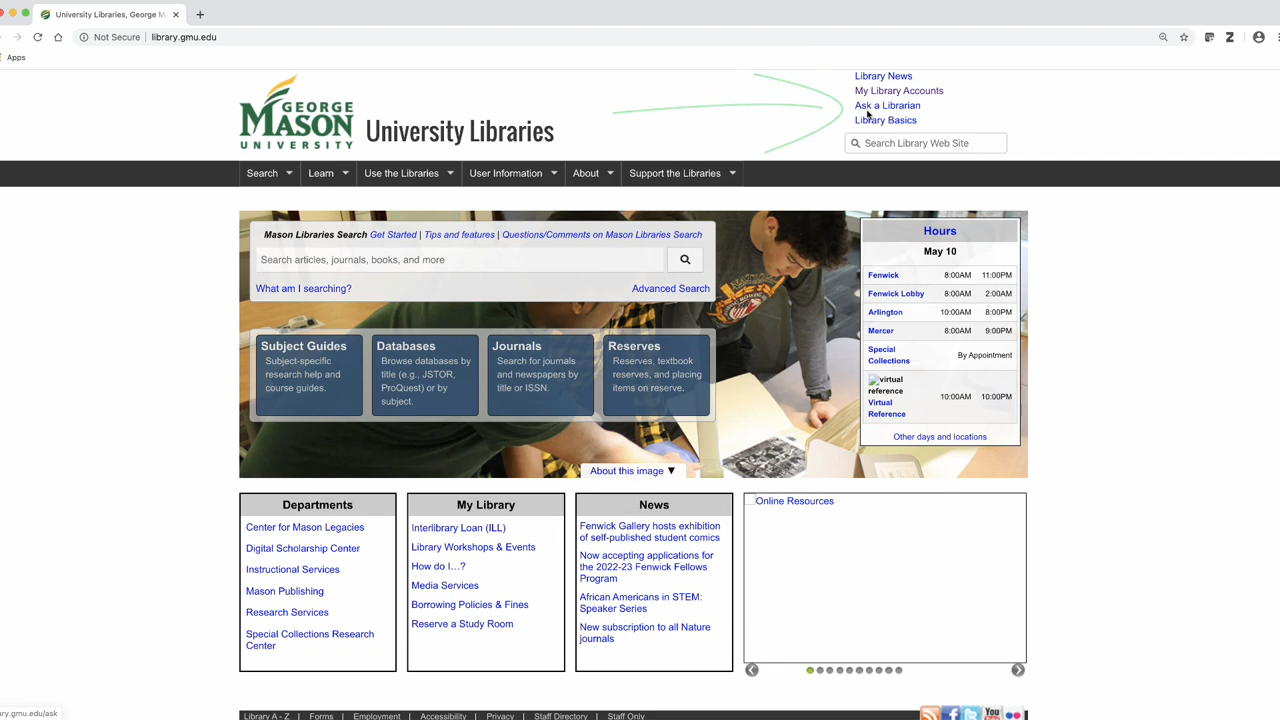 University Libraries, George M
Not Secure | library.gmu.edu
Apps
Library News
My Library Accounts
Ask a Librarian
Library Basics
GEORGE
MASON
UNIVERSITY
University Libraries
Search Library Web Site
Search
Learn
Use the Libraries
User Information
About
Support the Libraries
Mason Libraries Search Get Started | Tips and features | Questions/Comments on Mason Libraries Search
Search articles, journals, books, and more
What am I searching?
Advanced Search
Subject Guides
Subject-specific
research help and
course guides.
Databases
Browse databases by
title (e.g., JSTOR,
ProQuest) or by
subject.
Journals
Search for journals
and newspapers by
title or ISSN.
Reserves
Reserves, textbook
reserves, and placing
items on reserve.
About this image ▼
Hours
May 10
Fenwick 8:00AM 11:00PM
Fenwick Lobby 8:00AM 2:00AM
Arlington 10:00AM 8:00PM
Mercer 8:00AM 9:00PM
Special
Collections By Appointment
virtual
reference
Virtual
Reference 10:00AM 10:00PM
Other days and locations
Departments
Center for Mason Legacies
Digital Scholarship Center
Instructional Services
Mason Publishing
Research Services
Special Collections Research
Center
My Library
Interlibrary Loan (ILL)
Library Workshops & Events
How do I...?
Media Services
Borrowing Policies & Fines
Reserve a Study Room
News
Fenwick Gallery hosts exhibition
of self-published student comics
Now accepting applications for
the 2022-23 Fenwick Fellows
Program
African Americans in STEM:
Speaker Series
New subscription to all Nature
journals
Online Resources
ary.gmu.edu/ask
Library A - Z | Forms | Employment | Accessibility | Privacy | Staff Directory | Staff Only
You